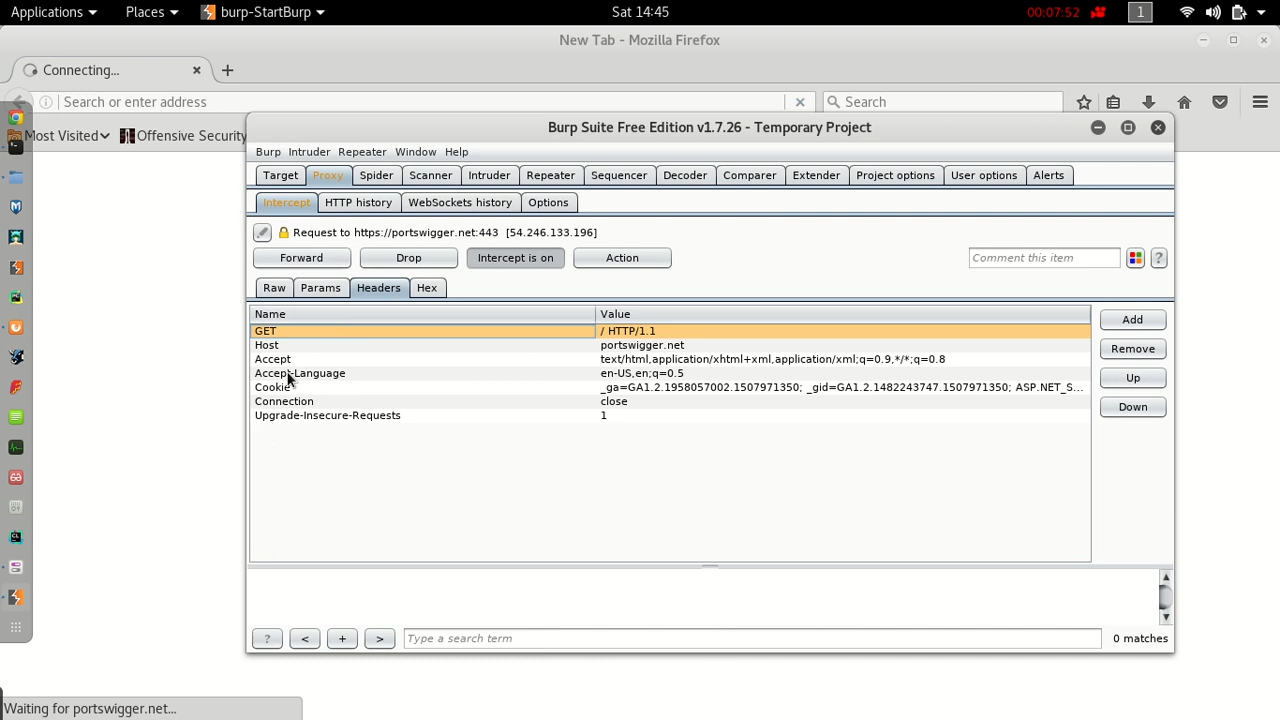 Applications Places burp-StartBurp Sat 14:45 00:07:52 1
New Tab - Mozilla Firefox
Connecting...
Search or enter address Search
Most Visited Offensive Security
Burp Suite Free Edition v1.7.26 - Temporary Project
Burp Intruder Repeater Window Help
Target Proxy Spider Scanner Intruder Repeater Sequencer Decoder Comparer Extender Project options User options Alerts
Intercept HTTP history WebSockets history Options
Request to https://portswigger.net:443 [54.246.133.196]
Forward Drop Intercept is on Action Comment this item ?
Raw Params Headers Hex
Name Value
GET / HTTP/1.1
Host portswigger.net
Accept text/html,application/xhtml+xml,application/xml;q=0.9,*/*;q=0.8
Accept-Language en-US,en;q=0.5
Cookie _ga=GA1.2.1958057002.1507971350; _gid=GA1.2.1482243747.1507971350; ASP.NET_S...
Connection close
Upgrade-Insecure-Requests 1
Add
Remove
Up
Down
? < + > Type a search term 0 matches
Waiting for portswigger.net...